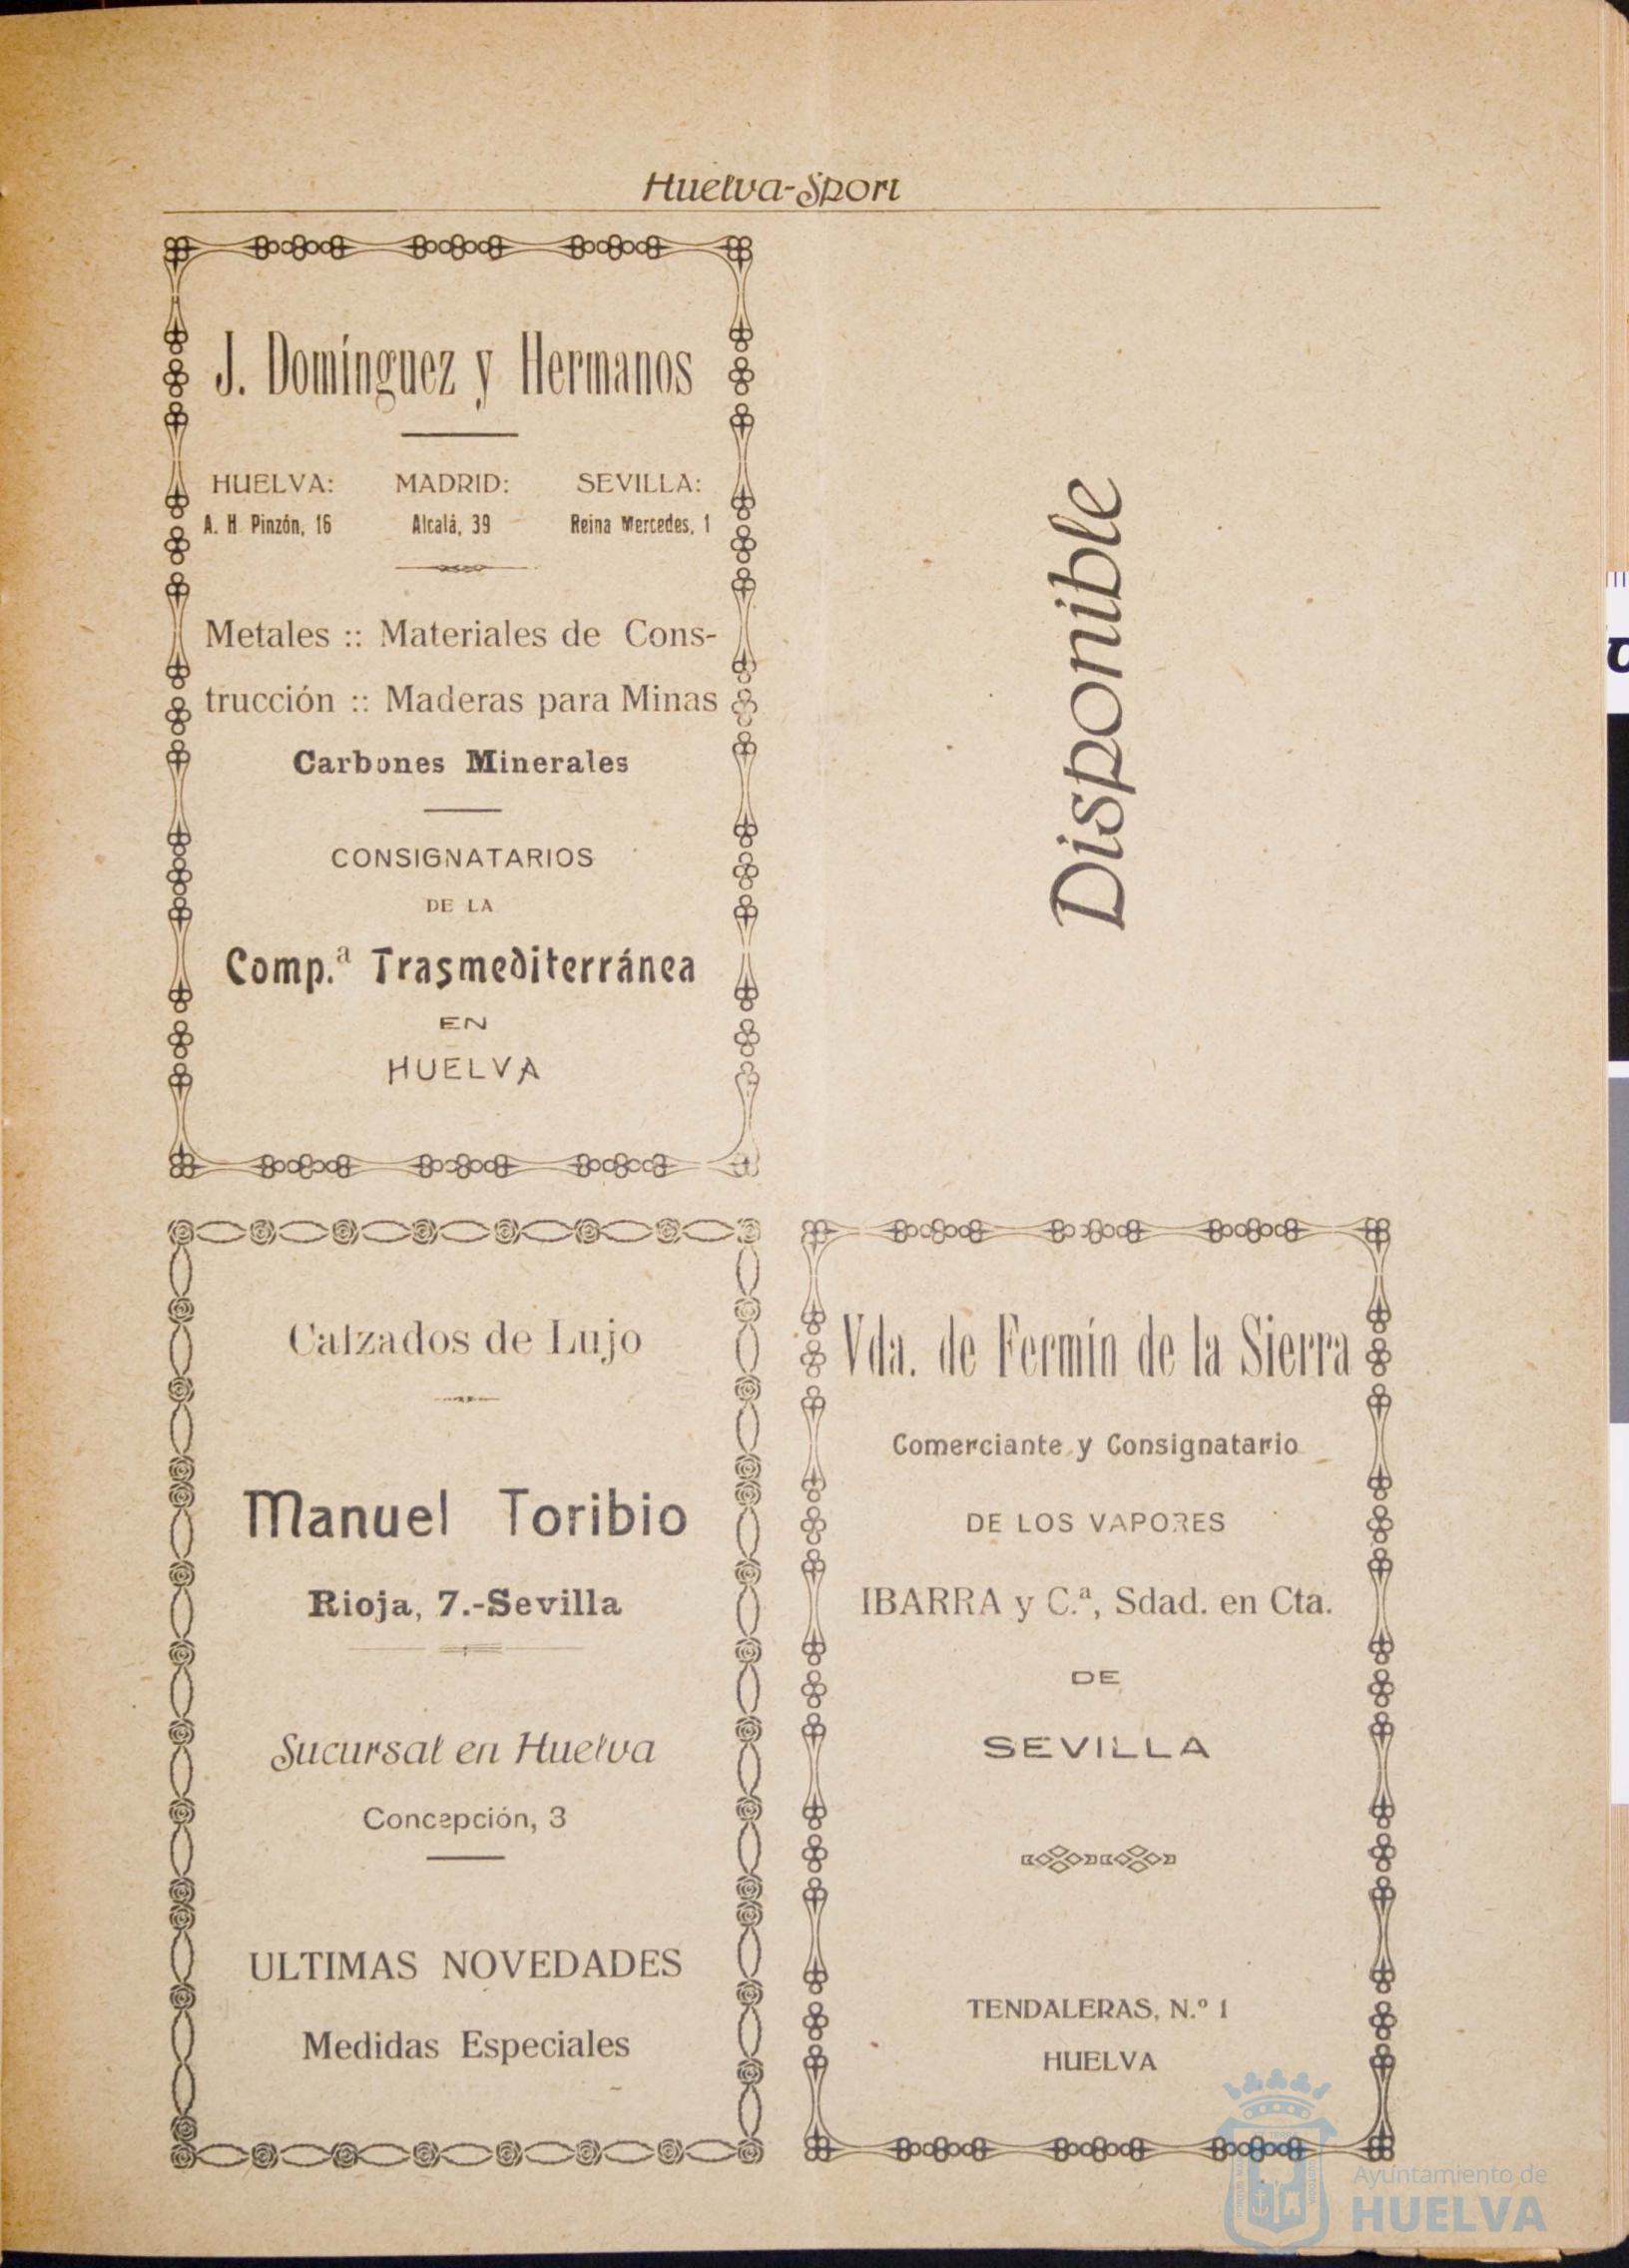 Huelva-Sport
J. Domínguez y Hermanos
HUELVA: MADRID: SEVILLA:
A. H. Pinzón, 16 Alcalá, 39 Reina Mercedes, 1
Metales :: Materiales de Cons-
trucción :: Maderas para Minas
Carbones Minerales
CONSIGNATARIOS
DE LA
Comp.ª Trasmediterránea
EN
HUELVA
Disponible
Calzados de Lujo
Manuel Toribio
Rioja, 7.-Sevilla
Sucursal en Huelva
Concepción, 3
ULTIMAS NOVEDADES
Medidas Especiales
Vda. de Fermín de la Sierra
Comerciante y Consignatario
DE LOS VAPORES
IBARRA y C.ª, Sdad. en Cta.
DE
SEVILLA
TENDALERAS, N.º 1
HUELVA
Ayuntamiento de
HUELVA